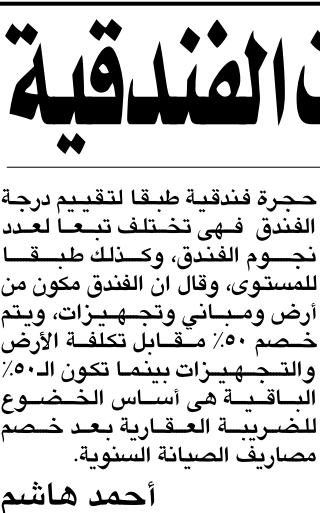 الفندقية
حجرة فندقية طبقا لتقييم درجة
الفندق فهى تختلف تبعا لعدد
نجوم الفندق، وكذلك طبقا
للمستوى، وقال ان الفندق مكون من
أرض ومباني وتجهيزات، ويتم
خصم ٥٠٪ مقابل تكلفة الأرض
والتجهيزات بينما تكون الـ٥٠٪
الباقية هى أساس الخضوع
للضريبة العقارية بعد خصم
مصاريف الصيانة السنوية.
أحمد هاشم